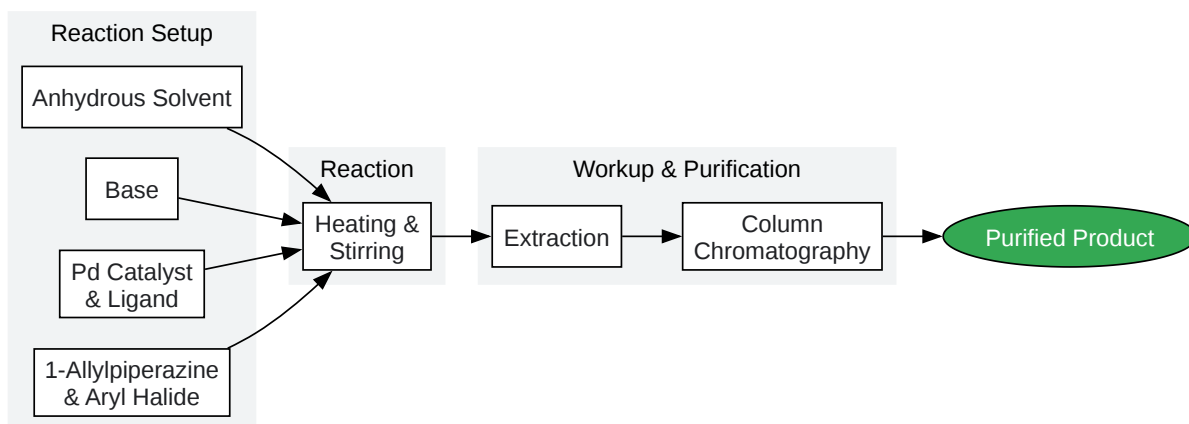 Reaction Setup
Anhydrous Solvent
Base
Pd Catalyst
& Ligand
1-Allylpiperazine
& Aryl Halide
Reaction
Heating &
Stirring
Workup & Purification
Extraction
Column
Chromatography
Purified Product